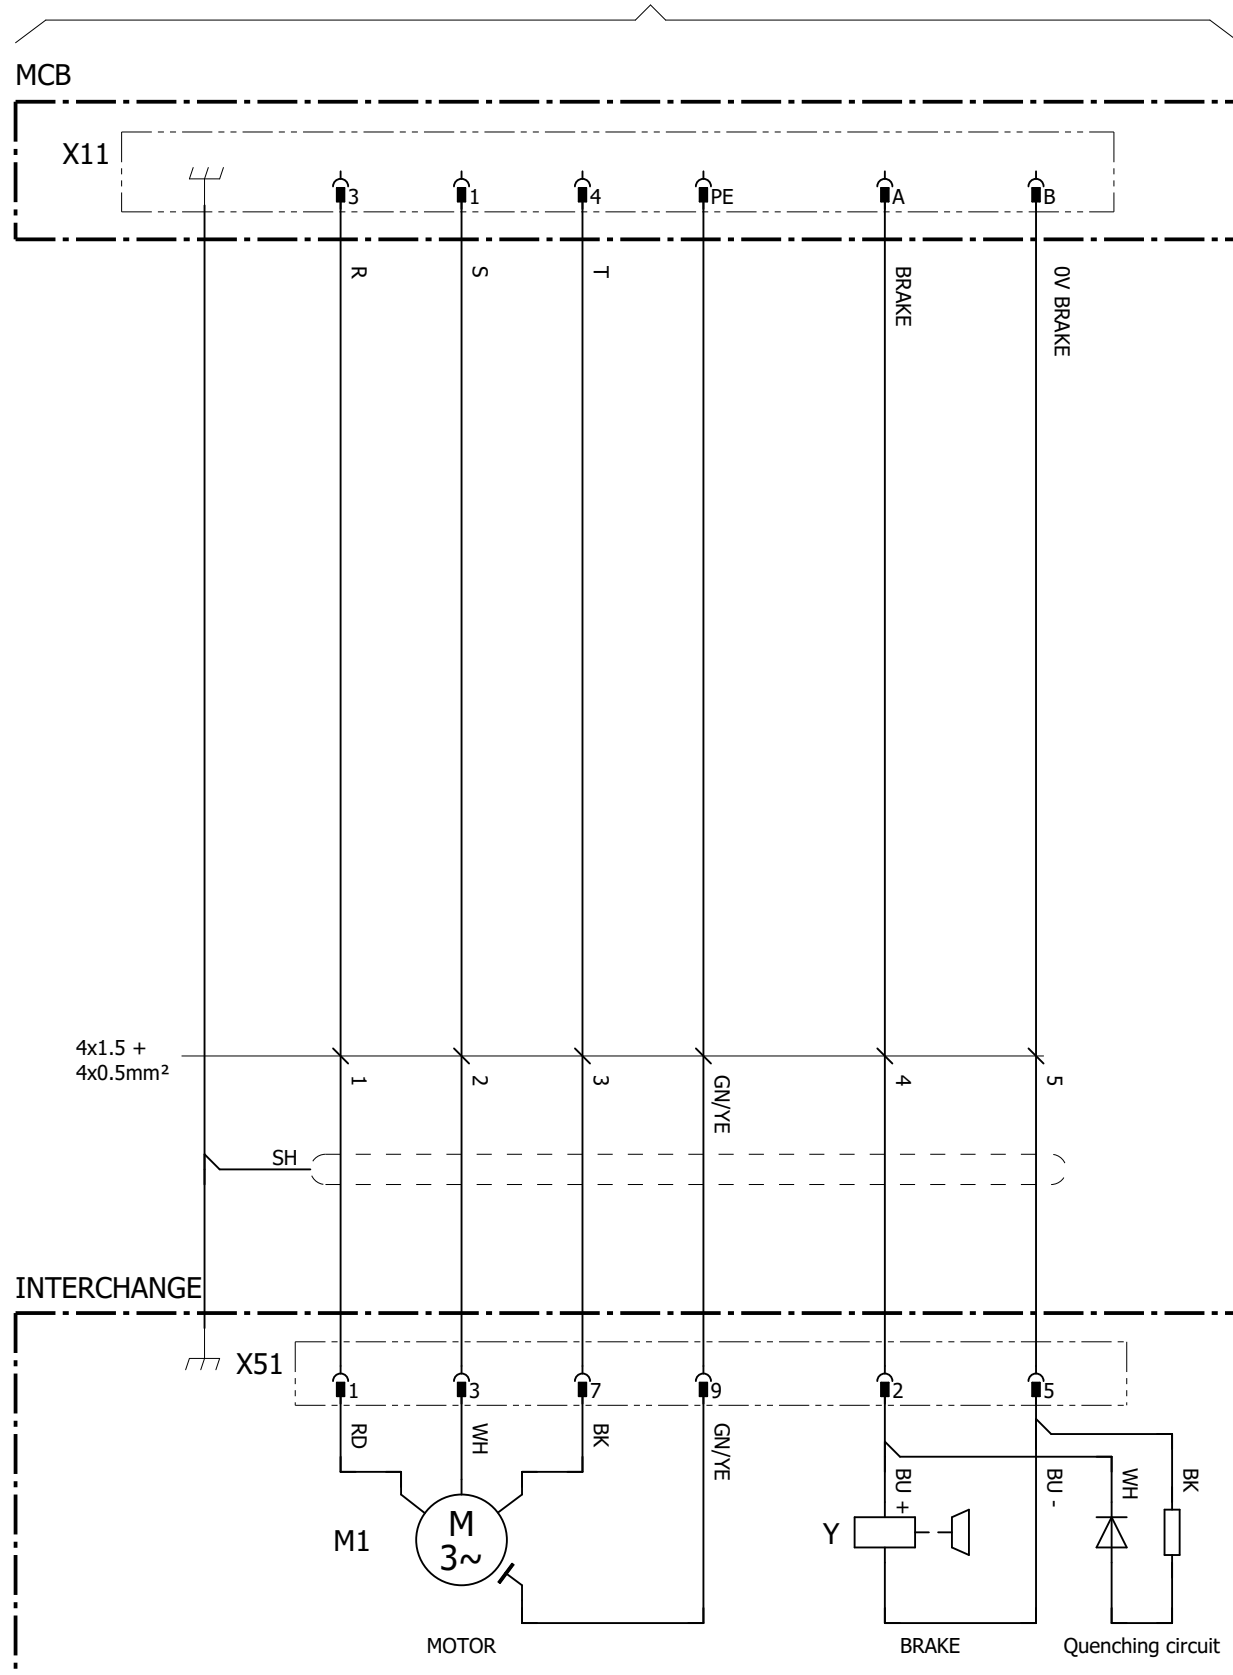 MCB
X11
3
1
4
PE
A
B
R
S
T
BRAKE
0V BRAKE
4x1.5 +
4x0.5mm²
1
2
3
GN/YE
4
5
SH
INTERCHANGE
X51
1
3
7
9
2
5
RD
WH
BK
GN/YE
BU +
BU -
WH
BK
M1
M
3~
Y
MOTOR
BRAKE
Quenching circuit